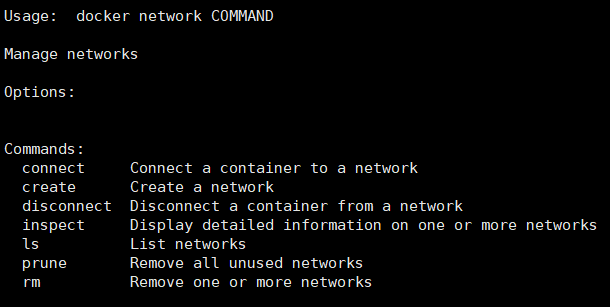 Usage:  docker network COMMAND
Manage networks
Options:
Commands:
  connect     Connect a container to a network
  create      Create a network
  disconnect  Disconnect a container from a network
  inspect     Display detailed information on one or more networks
  ls          List networks
  prune       Remove all unused networks
  rm          Remove one or more networks